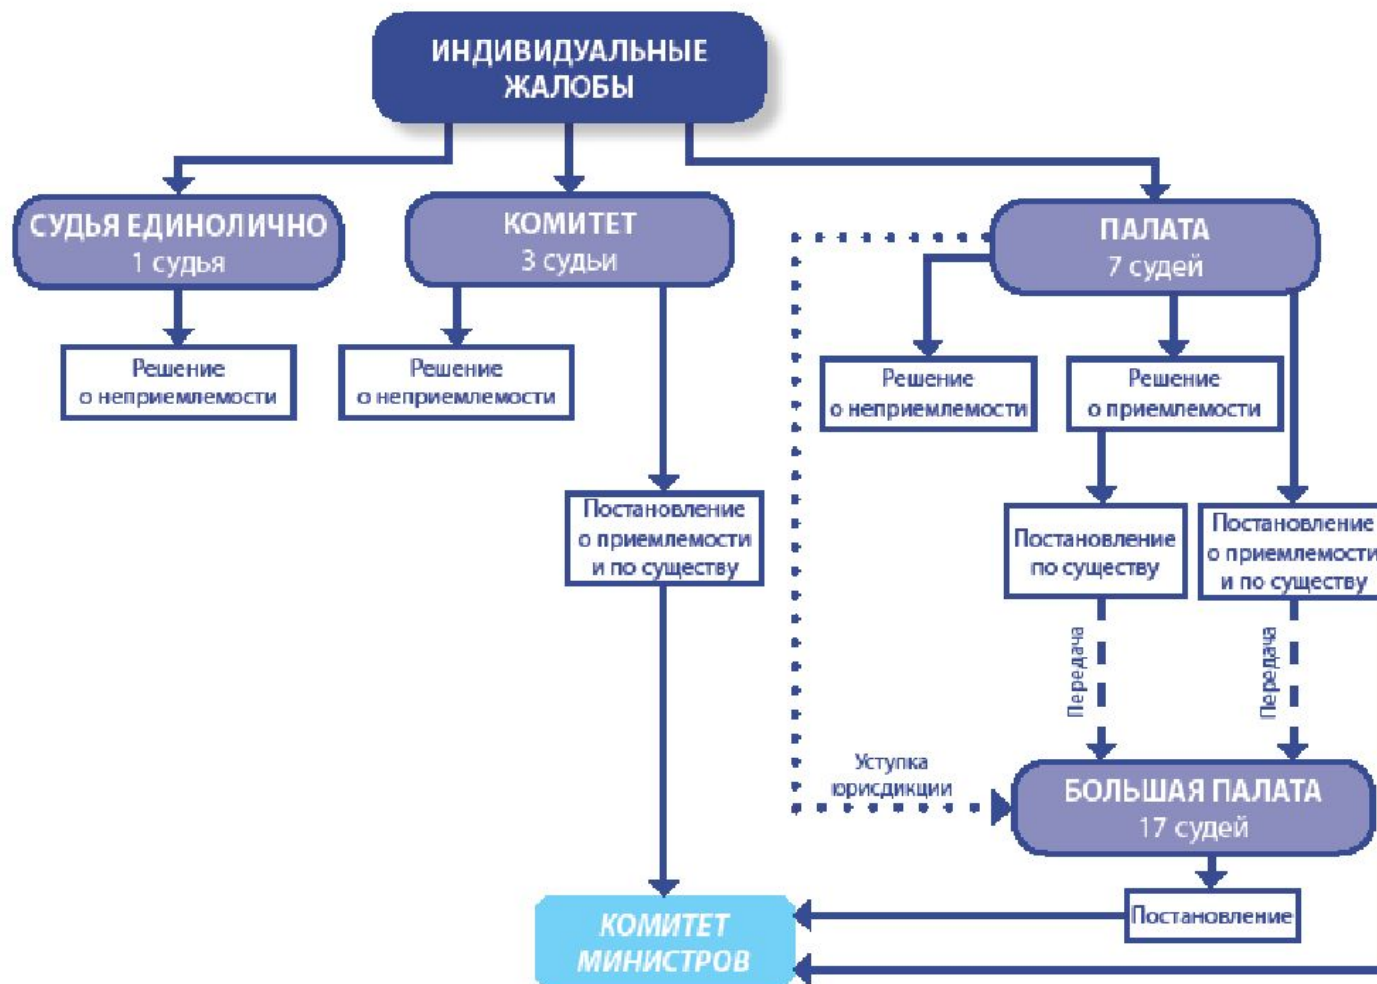 ИНДИВИДУАЛЬНЫЕ
ЖАЛОБЫ
СУДЬЯ ЕДИНОЛИЧНО
1 судья
КОМИТЕТ
3 судьи
ПАЛАТА
7 судей
Решение
о неприемлемости
Решение
о неприемлемости
Решение
о неприемлемости
Решение
о приемлемости
Постановление
о приемлемости
и по существу
Постановление
по существу
Постановление
о приемлемости
и по существу
Передача
Передача
Уступка
юрисдикции
БОЛЬШАЯ ПАЛАТА
17 судей
Постановление
КОМИТЕТ
МИНИСТРОВ